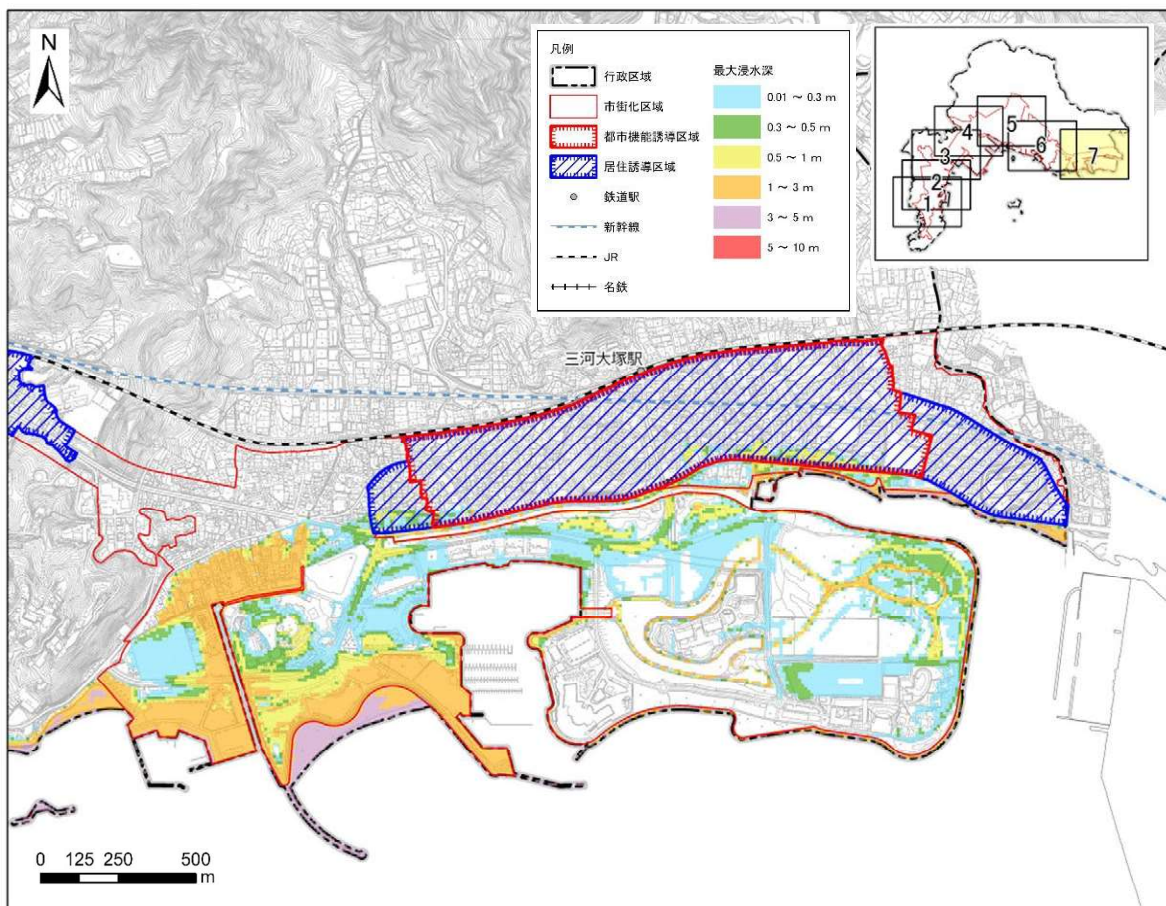 N
凡例
行政区域
市街化区域
都市機能誘導区域
居住誘導区域
鉄道駅
新幹線
JR
名鉄
最大浸水深
0.01 ～ 0.3 m
0.3 ～ 0.5 m
0.5 ～ 1 m
1 ～ 3 m
3 ～ 5 m
5 ～ 10 m
5
4
6
7
3
2
1
三河大塚駅
0 125 250 500
m